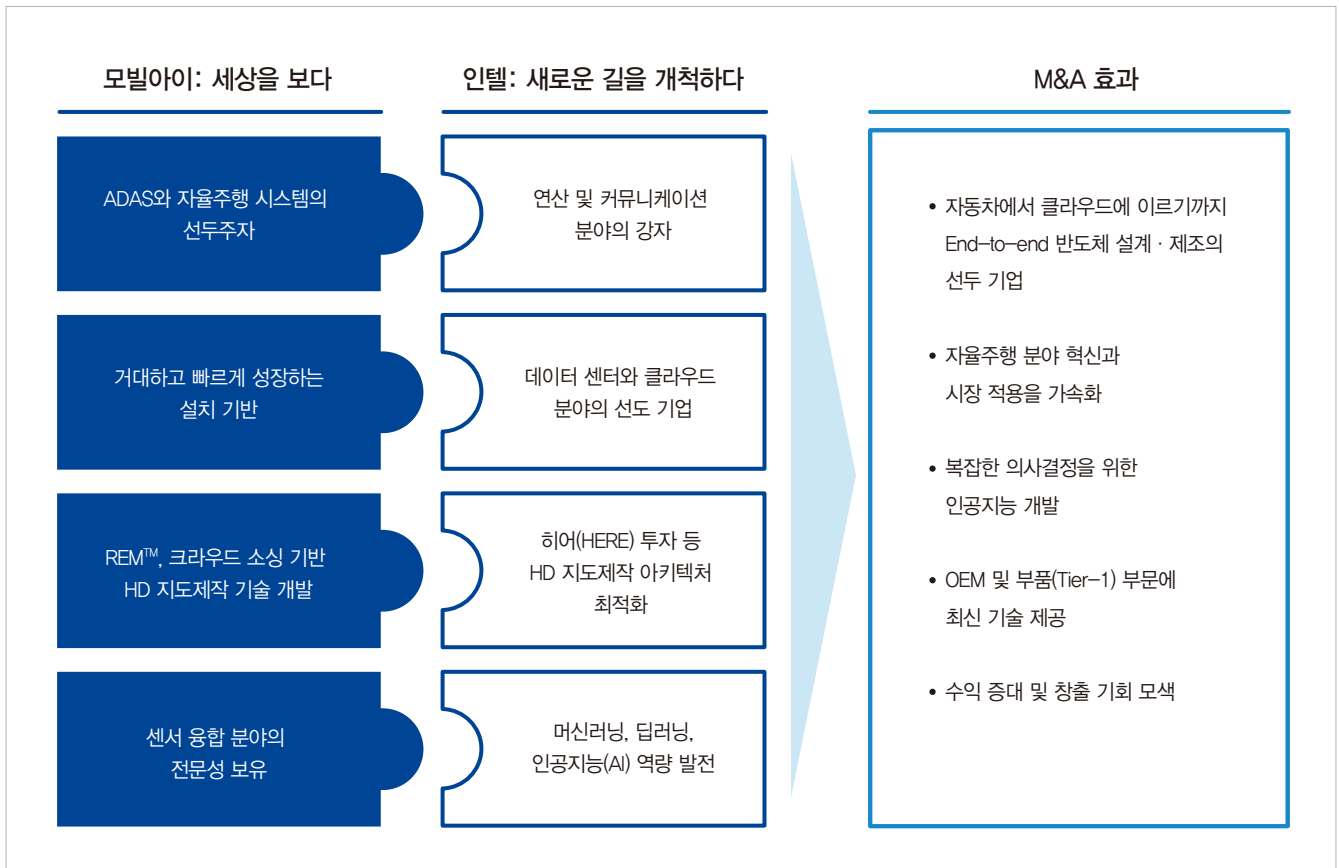 모빌아이: 세상을 보다
ADAS와 자율주행 시스템의
선두주자
거대하고 빠르게 성장하는
설치 기반
REM™, 크라우드 소싱 기반
HD 지도제작 기술 개발
센서 융합 분야의
전문성 보유
인텔: 새로운 길을 개척하다
연산 및 커뮤니케이션
분야의 강자
데이터 센터와 클라우드
분야의 선도 기업
히어(HERE) 투자 등
HD 지도제작 아키텍처
최적화
머신러닝, 딥러닝,
인공지능(AI) 역량 발전
M&A 효과
• 자동차에서 클라우드에 이르기까지
End-to-end 반도체 설계 · 제조의
선두 기업
• 자율주행 분야 혁신과
시장 적용을 가속화
• 복잡한 의사결정을 위한
인공지능 개발
• OEM 및 부품(Tier-1) 부문에
최신 기술 제공
• 수익 증대 및 창출 기회 모색